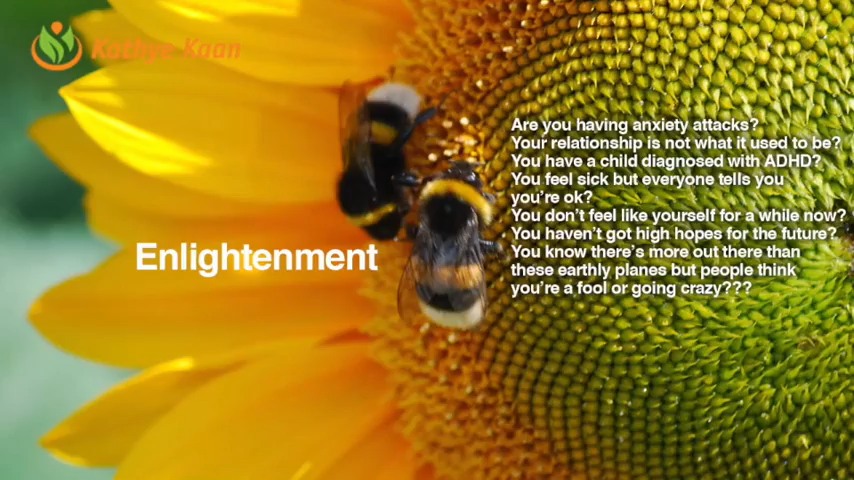 Kathye Kaan
Enlightenment
Are you having anxiety attacks?
Your relationship is not what it used to be?
You have a child diagnosed with ADHD?
You feel sick but everyone tells you
you're ok?
You don't feel like yourself for a while now?
You haven't got high hopes for the future?
You know there's more out there than
these earthly planes but people think
you're a fool or going crazy???